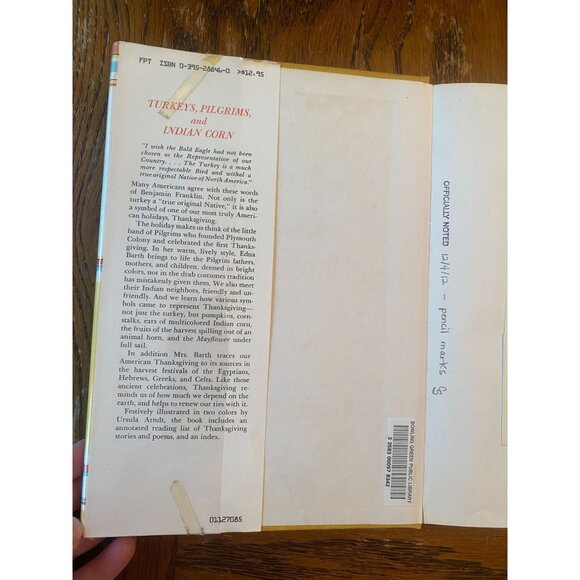 FPT ISBN 0-395-28846-0 >$12.95
TURKEYS, PILGRIMS,
and
INDIAN CORN
"I wish the Bald Eagle had not been
chosen as the Representative of our
Country. . . . The Turkey is a much
more respectable Bird and withal a
true original Native of North America."
Many Americans agree with these words
of Benjamin Franklin. Not only is the
turkey a "true original Native," it is also
a symbol of one of our most truly Ameri-
can holidays, Thanksgiving.
The holiday makes us think of the little
band of Pilgrims who founded Plymouth
Colony and celebrated the first Thanks-
giving. In her warm, lively style, Edna
Barth brings to life the Pilgrim fathers,
mothers, and children, dressed in bright
colors, not in the drab costumes tradition
has mistakenly given them. We also meet
their Indian neighbors, friendly and un-
friendly. And we learn how various sym-
bols came to represent Thanksgiving—
not just the turkey, but pumpkins, corn-
stalks, ears of multicolored Indian corn,
the fruits of the harvest spilling out of an
animal horn, and the Mayflower under
full sail.
In addition Mrs. Barth traces our
American Thanksgiving to its sources in
the harvest festivals of the Egyptians,
Hebrews, Greeks, and Celts. Like those
ancient celebrations, Thanksgiving re-
minds us of how much we depend on the
earth, and helps to renew our ties with it.
Festively illustrated in two colors by
Ursula Arndt, the book includes an
annotated reading list of Thanksgiving
stories and poems, and an index.
01127085
BOWLING GREEN PUBLIC LIBRARY
3 3583 00097 8342
OFFICIALLY NOTED 12/4/12 - pencil marks